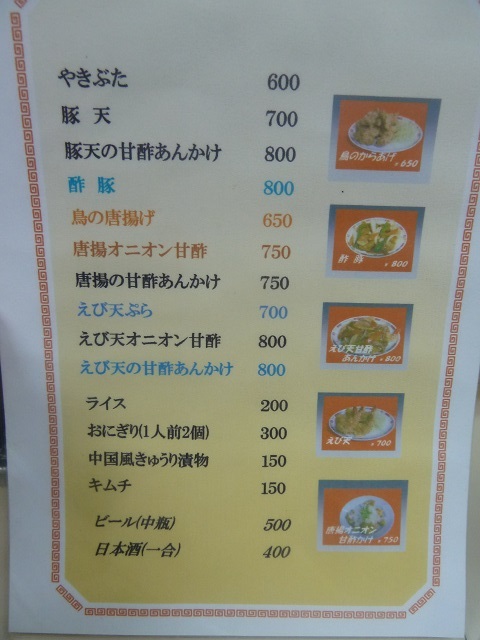 やきぶた 600
豚 天 700
豚天の甘酢あんかけ 800
酢 豚 800
鳥の唐揚げ 650
唐揚オニオン甘酢 750
唐揚の甘酢あんかけ 750
えび天ぷら 700
えび天オニオン甘酢 800
えび天の甘酢あんかけ 800
ライス 200
おにぎり(1人前2個) 300
中国風きゅうり漬物 150
キムチ 150
ビール(中瓶) 500
日本酒(一合) 400
鳥のからあげ ¥650
酢豚 ¥800
えび天甘酢
あんかけ ¥800
えび天 ¥700
唐揚オニオン
甘酢かけ ¥750